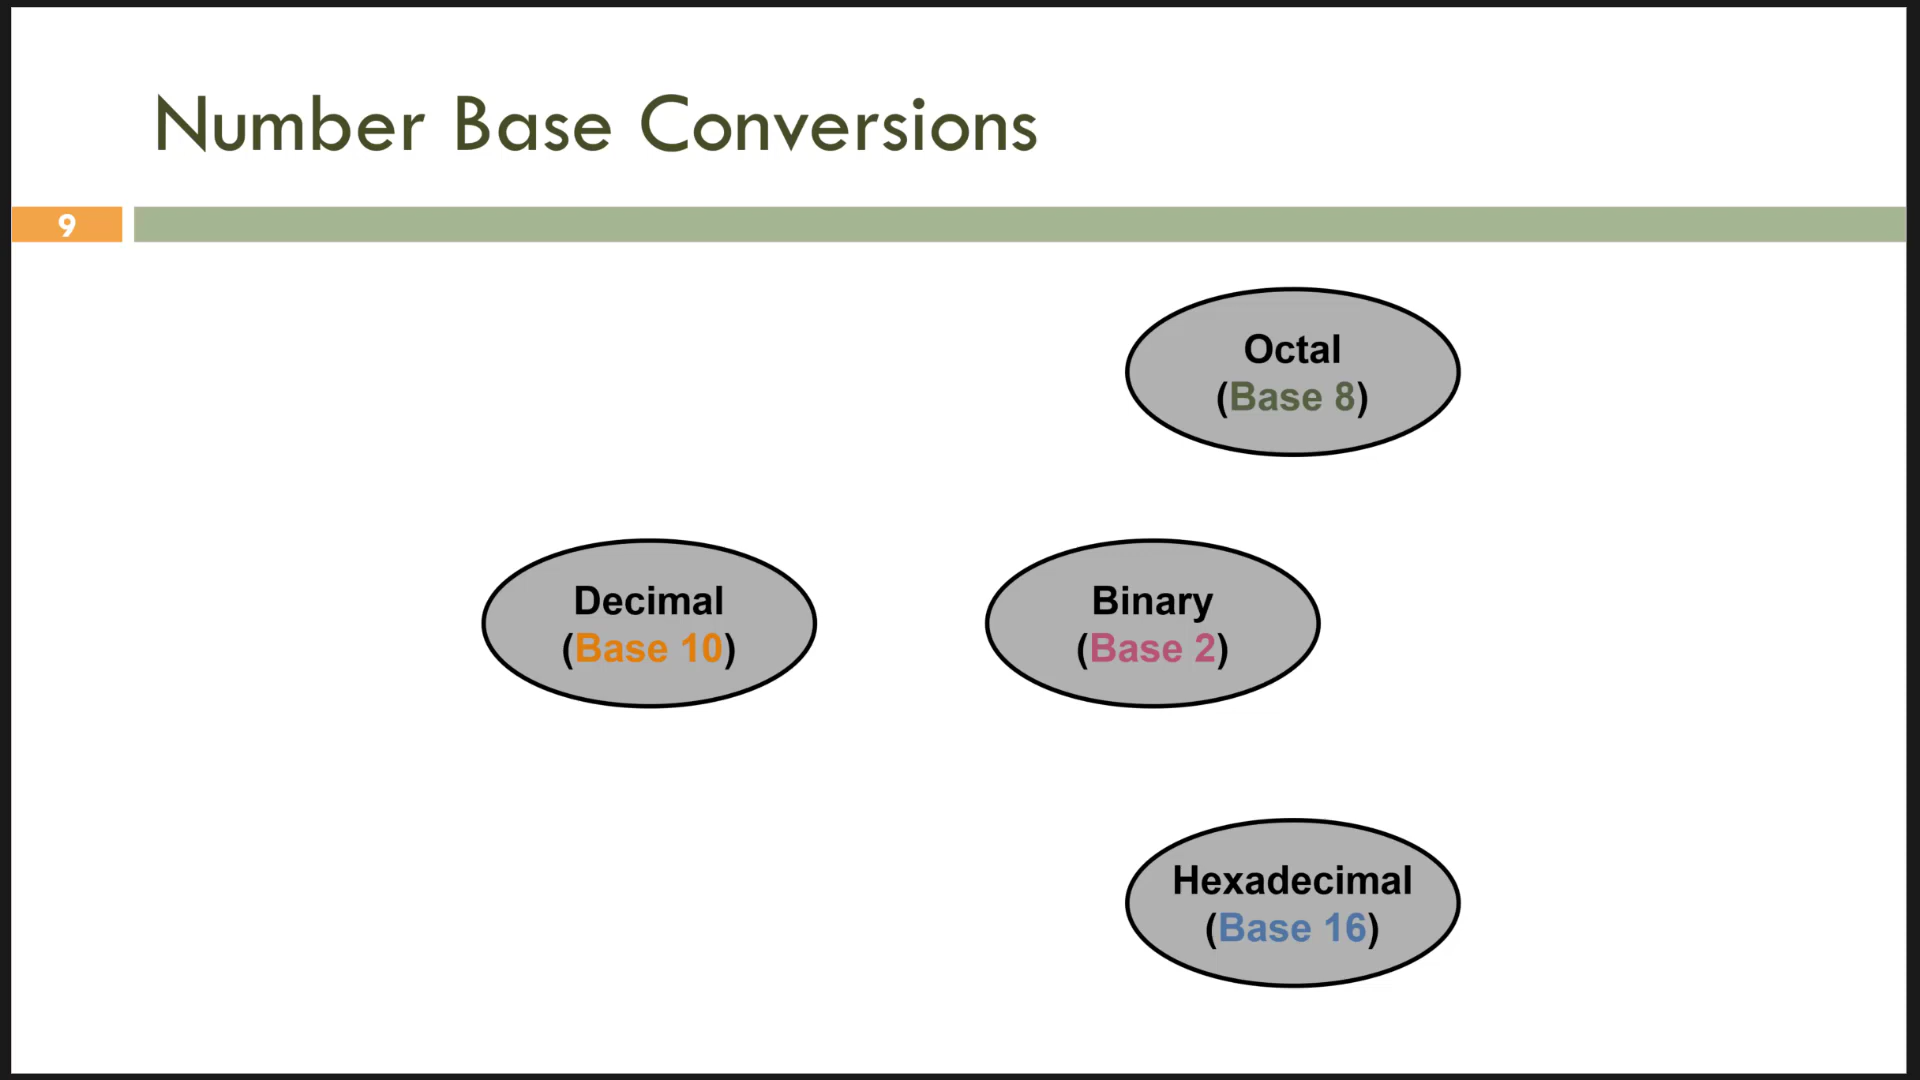 Number Base Conversions
9
Octal
(Base 8)
Decimal
(Base 10)
Binary
(Base 2)
Hexadecimal
(Base 16)